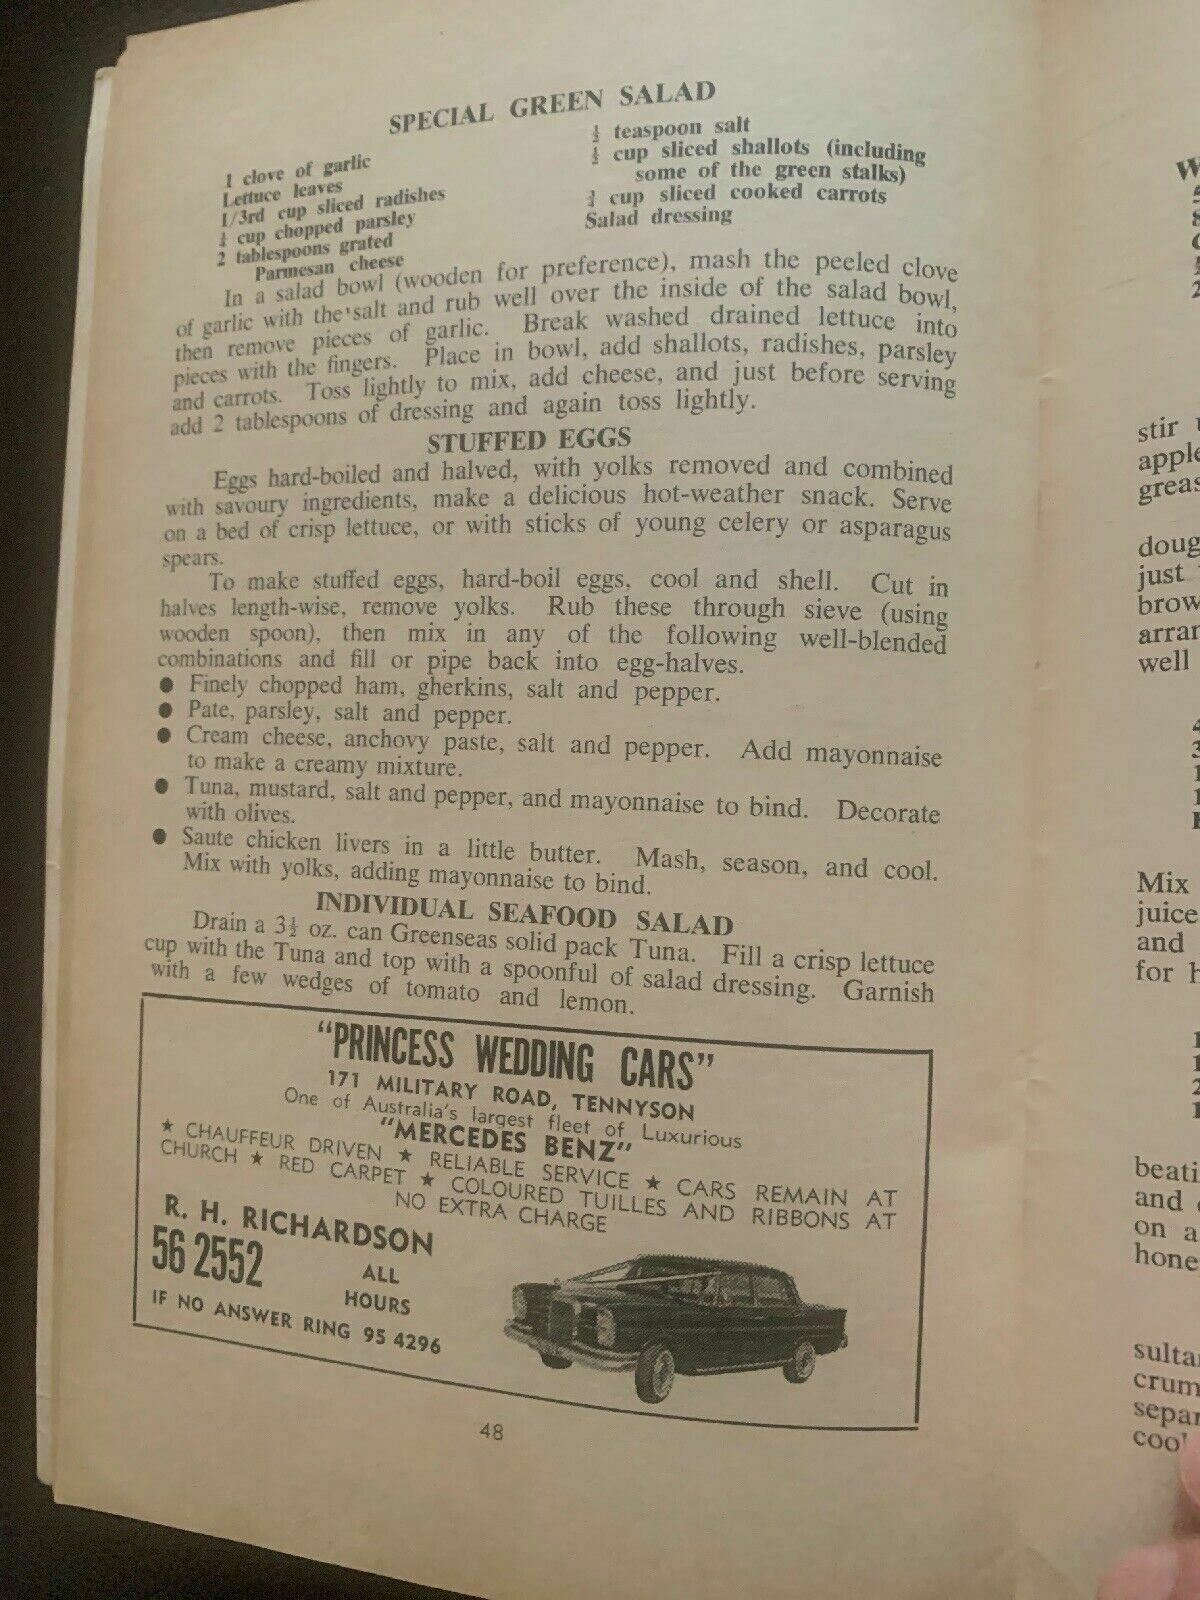 SPECIAL GREEN SALAD
1 clove of garlic
Lettuce leaves
1/3rd cup sliced radishes
cup chopped parsley
2 tablespoons grated
Parmesan cheese
½ teaspoon salt
cup sliced shallots (including
some of the green stalks)
cup sliced cooked carrots
Salad dressing
In a salad bowl (wooden for preference), mash the peeled clove
of garlic with the salt and rub well over the inside of the salad bowl,
then remove pieces of garlic. Break washed drained lettuce into
pieces with the fingers. Place in bowl, add shallots, radishes, parsley
and carrots. Toss lightly to mix, add cheese, and just before serving
add 2 tablespoons of dressing and again toss lightly.
STUFFED EGGS
Eggs hard-boiled and halved, with yolks removed and combined
with savoury ingredients, make a delicious hot-weather snack. Serve
on a bed of crisp lettuce, or with sticks of young celery or asparagus
spears.
To make stuffed eggs, hard-boil eggs, cool and shell. Cut in
halves length-wise, remove yolks. Rub these through sieve (using
wooden spoon), then mix in any of the following well-blended
combinations and fill or pipe back into egg-halves.
● Finely chopped ham, gherkins, salt and pepper.
● Pate, parsley, salt and pepper.
● Cream cheese, anchovy paste, salt and pepper. Add mayonnaise
to make a creamy mixture.
● Tuna, mustard, salt and pepper, and mayonnaise to bind. Decorate
with olives.
● Saute chicken livers in a little butter. Mash, season, and cool.
Mix with yolks, adding mayonnaise to bind.
INDIVIDUAL SEAFOOD SALAD
Drain a 3½ oz. can Greenseas solid pack Tuna. Fill a crisp lettuce
cup with the Tuna and top with a spoonful of salad dressing. Garnish
with a few wedges of tomato and lemon.
"PRINCESS WEDDING CARS"
171 MILITARY ROAD, TENNYSON
One of Australia's largest fleet of Luxurious
"MERCEDES BENZ"
★ CHAUFFEUR DRIVEN ★ RELIABLE SERVICE ★ CARS REMAIN AT
CHURCH ★ RED CARPET ★ COLOURED TUILLES AND RIBBONS AT
NO EXTRA CHARGE
R. H. RICHARDSON
56 2552
ALL
HOURS
IF NO ANSWER RING 95 4296
48
stir
apple
greas
doug
just
brow
arran
well
Mix
juice
and
for h
beati
and
on a
hone
sultan
crum
separ
cool